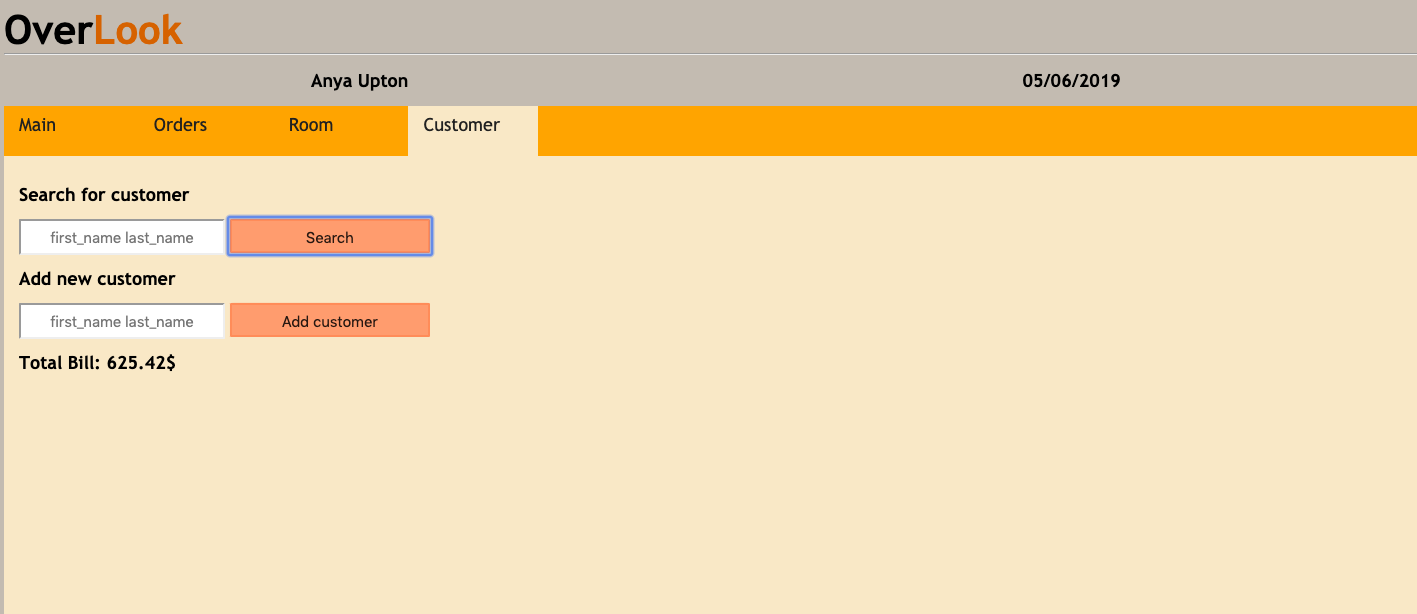 OverLook
Anya Upton 05/06/2019
Main Orders Room Customer
Search for customer
first_name last_name Search
Add new customer
first_name last_name Add customer
Total Bill: 625.42$